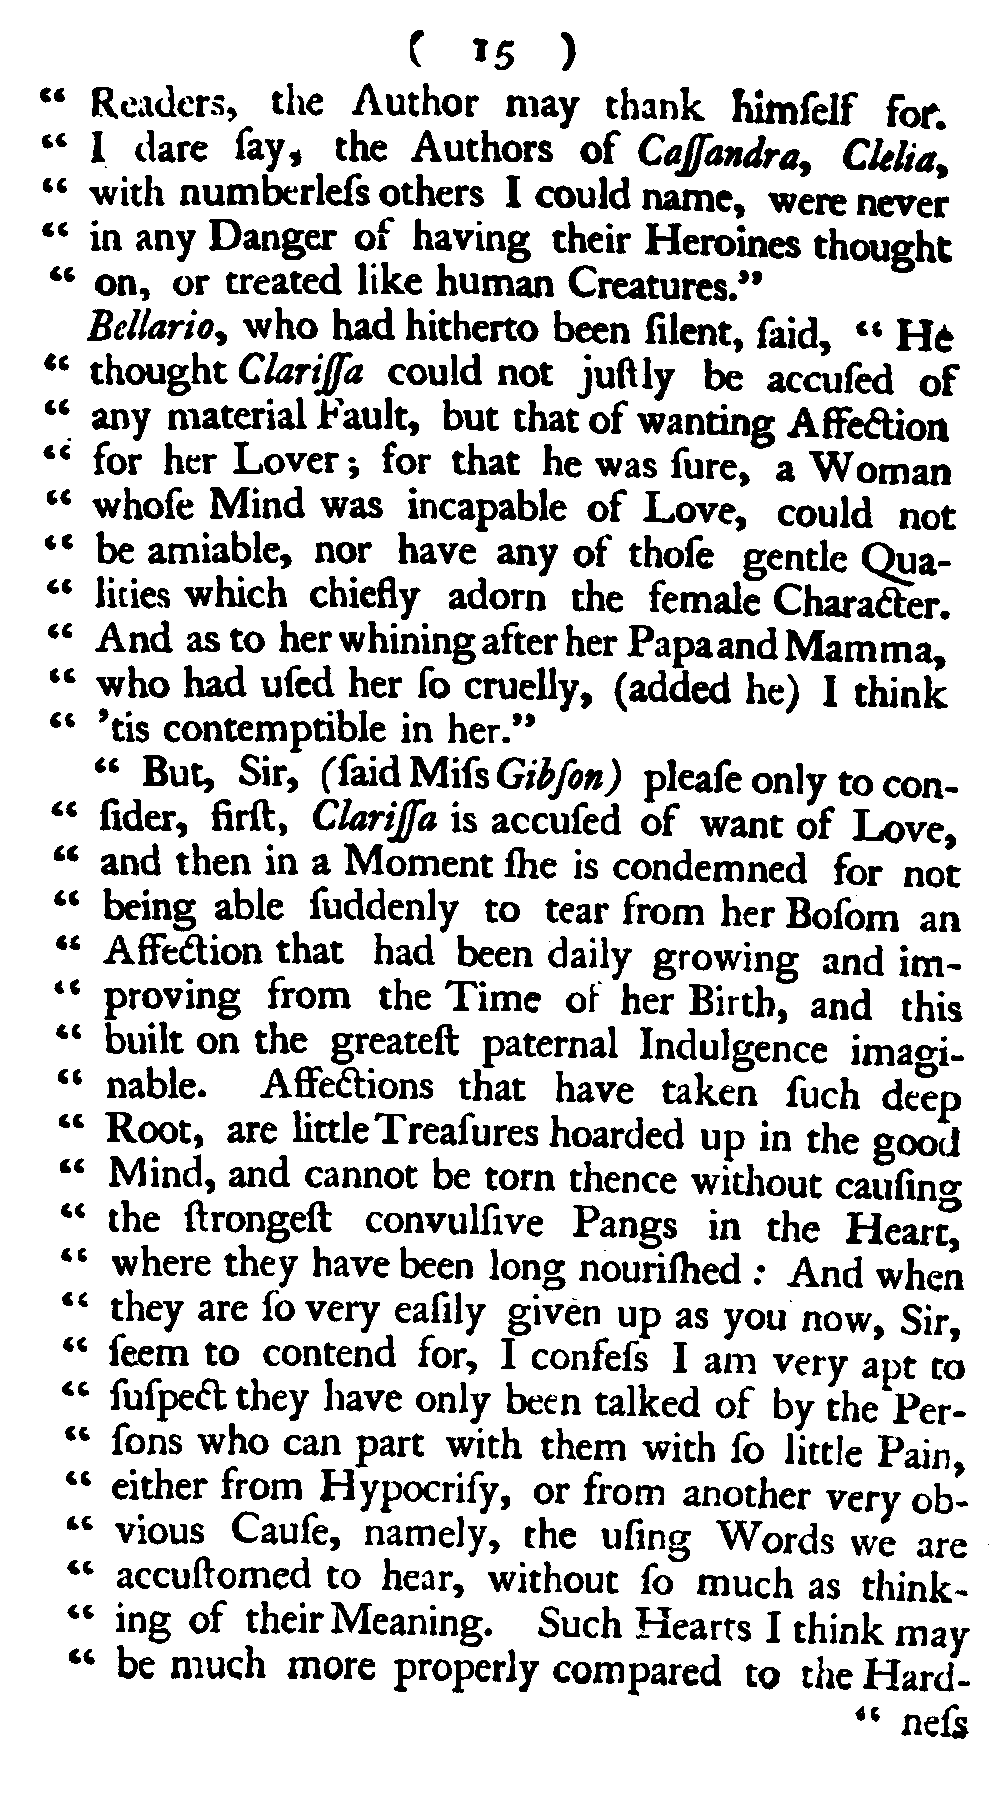 ( 15 )
“ Readers, the Author may thank himſelf for.
“ I dare ſay, the Authors of Caſſandra, Clelia,
“ with numberleſs others I could name, were never
“ in any Danger of having their Heroines thought
“ on, or treated like human Creatures.”
Bellario, who had hitherto been ſilent, ſaid, “ He
“ thought Clariſſa could not juſtly be accuſed of
“ any material Fault, but that of wanting Affection
“ for her Lover; for that he was ſure, a Woman
“ whoſe Mind was incapable of Love, could not
“ be amiable, nor have any of thoſe gentle Qua-
“ lities which chiefly adorn the female Character.
“ And as to her whining after her Papa and Mamma,
“ who had uſed her ſo cruelly, (added he) I think
“ ’tis contemptible in her.”
“ But, Sir, (ſaid Miſs Gibſon) pleaſe only to con-
“ ſider, firſt, Clariſſa is accuſed of want of Love,
“ and then in a Moment ſhe is condemned for not
“ being able ſuddenly to tear from her Boſom an
“ Affection that had been daily growing and im-
“ proving from the Time of her Birth, and this
“ built on the greateſt paternal Indulgence imagi-
“ nable. Affections that have taken ſuch deep
“ Root, are little Treaſures hoarded up in the good
“ Mind, and cannot be torn thence without cauſing
“ the ſtrongeſt convulſive Pangs in the Heart,
“ where they have been long nouriſhed: And when
“ they are ſo very eaſily given up as you now, Sir,
“ ſeem to contend for, I confeſs I am very apt to
“ ſuſpect they have only been talked of by the Per-
“ ſons who can part with them with ſo little Pain,
“ either from Hypocriſy, or from another very ob-
“ vious Cauſe, namely, the uſing Words we are
“ accuſtomed to hear, without ſo much as think-
“ ing of their Meaning. Such Hearts I think may
“ be much more properly compared to the Hard-
“ neſs